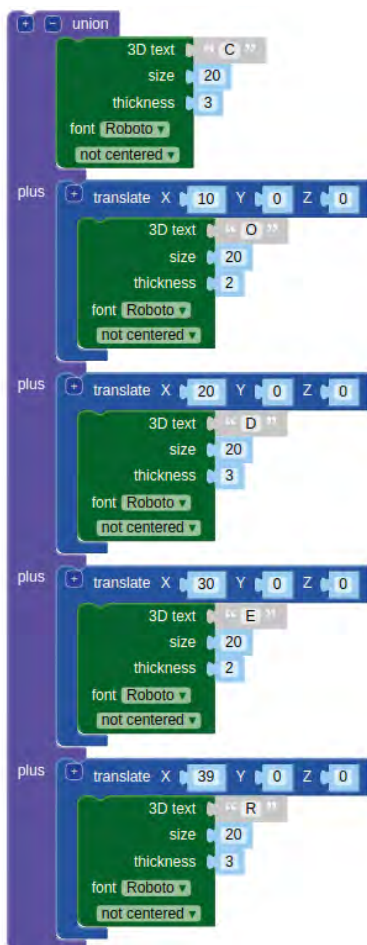 + − union
3D text “ C ”
size 20
thickness 3
font Roboto ▾
not centered ▾
plus + translate X 10 Y 0 Z 0
3D text “ O ”
size 20
thickness 2
font Roboto ▾
not centered ▾
plus + translate X 20 Y 0 Z 0
3D text “ D ”
size 20
thickness 3
font Roboto ▾
not centered ▾
plus + translate X 30 Y 0 Z 0
3D text “ E ”
size 20
thickness 2
font Roboto ▾
not centered ▾
plus + translate X 39 Y 0 Z 0
3D text “ R ”
size 20
thickness 3
font Roboto ▾
not centered ▾